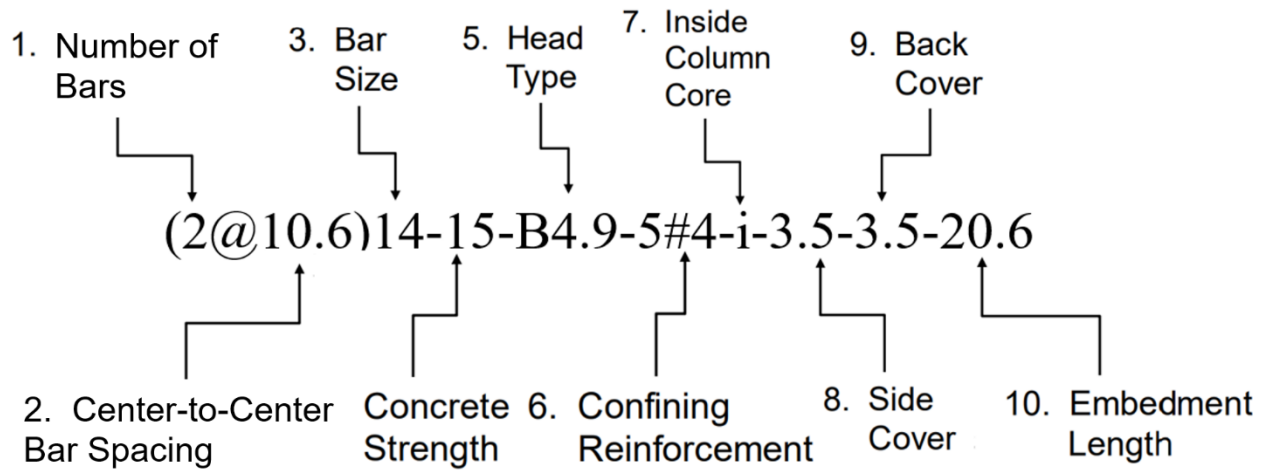 1. Number of
Bars
3. Bar
Size
5. Head
Type
7. Inside
Column
Core
9. Back
Cover
(2@10.6)14-15-B4.9-5#4-i-3.5-3.5-20.6
2. Center-to-Center
Bar Spacing
Concrete
Strength
6. Confining
Reinforcement
8. Side
Cover
10. Embedment
Length